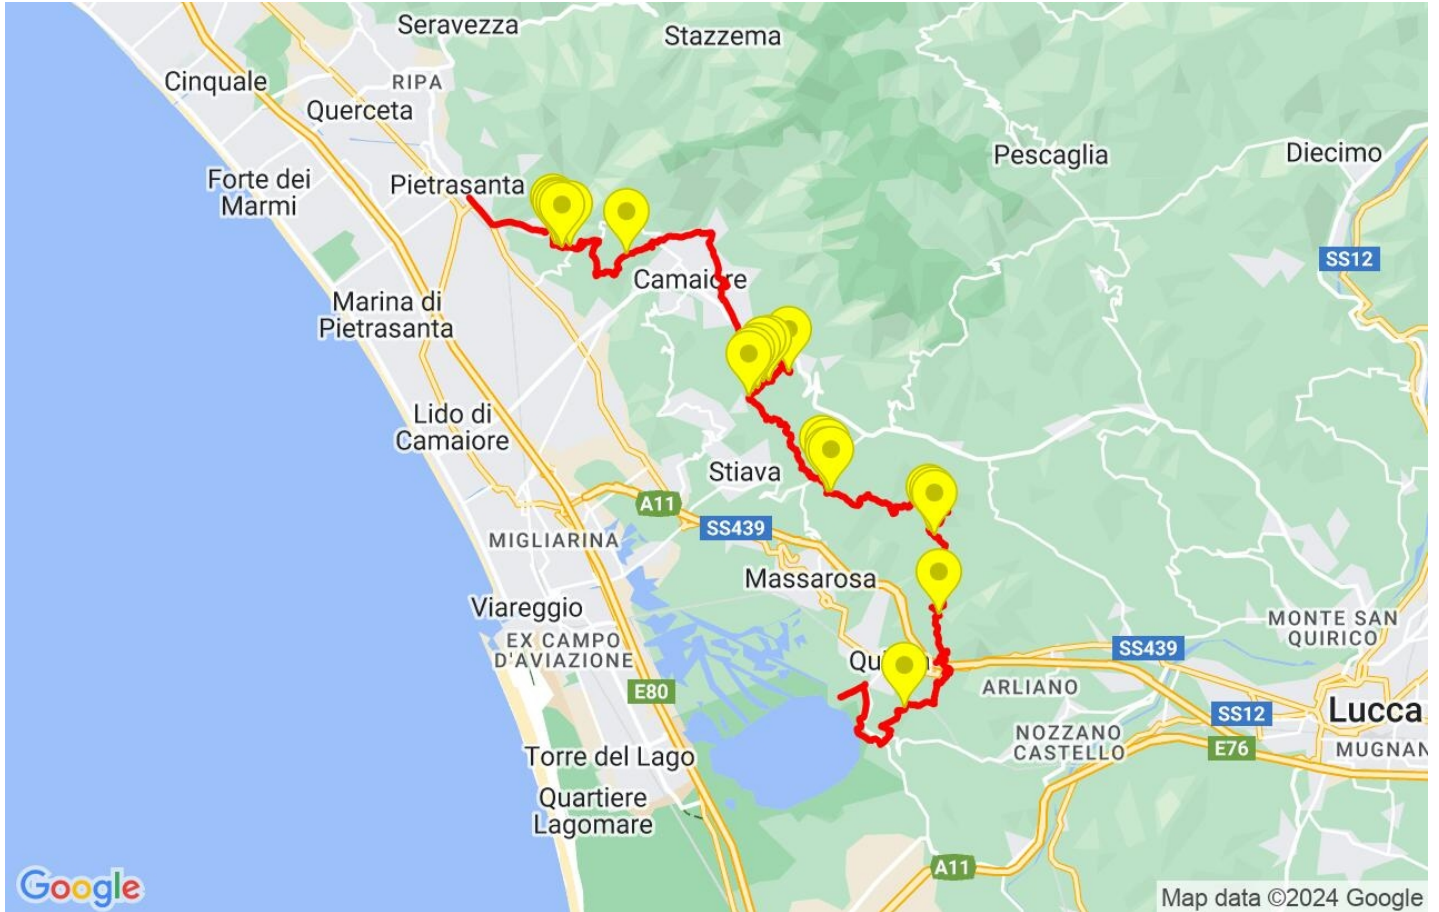 Seravezza
Stazzema
Cinquale
RIPA
Querceta
Pescaglia
Diecimo
Forte dei
Marmi
Pietrasanta
SS12
Camaiore
Marina di
Pietrasanta
Lido di
Camaiore
Stiava
A11
SS439
MIGLIARINA
Massarosa
Viareggio
EX CAMPO
D'AVIAZIONE
MONTE SAN
QUIRICO
SS439
E80
ARLIANO
SS12
Lucca
NOZZANO
CASTELLO
E76
MUGNAN
Torre del Lago
Quartiere
Lagomare
A11
Google
Map data ©2024 Google